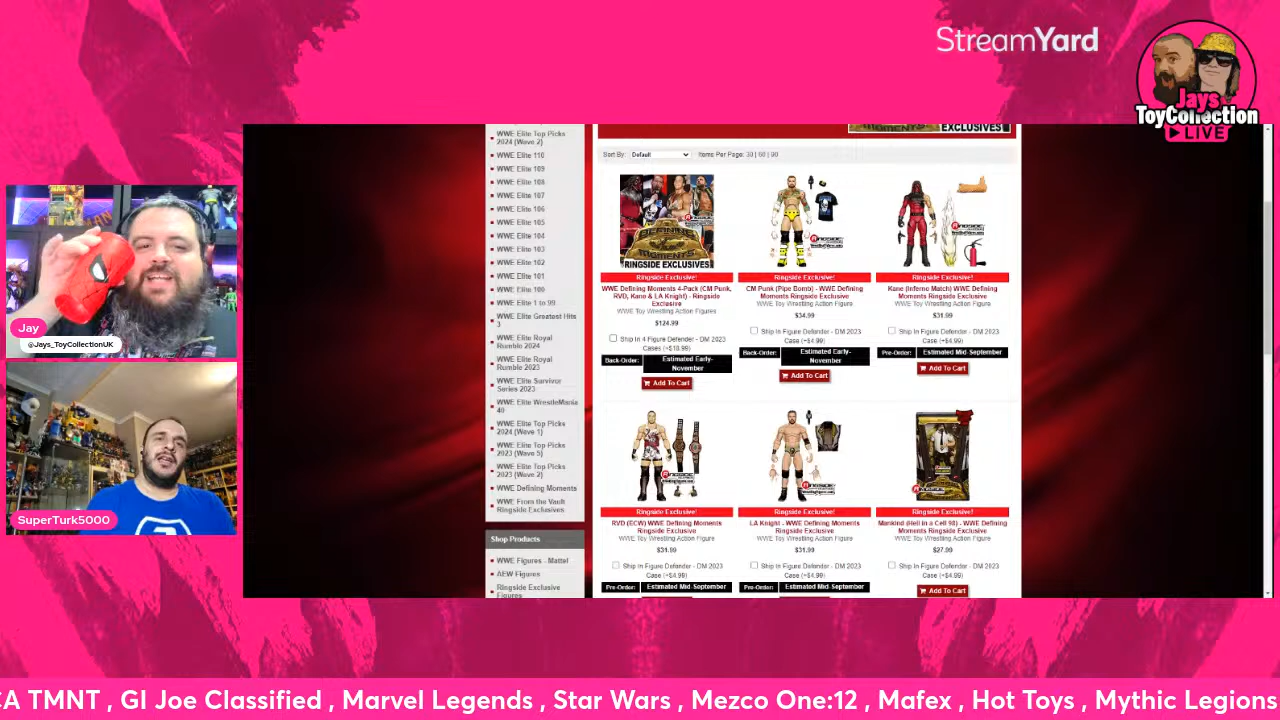 StreamYard
Jays
ToyCollection
LIVE
Jay
@Jays_ToyCollectionUK
SuperTurk5000
WWE Elite Top Picks
2024 (Wave 2)
WWE Elite 110
WWE Elite 109
WWE Elite 108
WWE Elite 107
WWE Elite 106
WWE Elite 105
WWE Elite 104
WWE Elite 103
WWE Elite 102
WWE Elite 101
WWE Elite 100
WWE Elite 1 to 99
WWE Elite Greatest Hits
3
WWE Elite Royal
Rumble 2024
WWE Elite Royal
Rumble 2023
WWE Elite Survivor
Series 2023
WWE Elite WrestleMania
40
WWE Elite Top Picks
2024 (Wave 1)
WWE Elite Top Picks
2023 (Wave 5)
WWE Elite Top Picks
2023 (Wave 2)
WWE Defining Moments
WWE From the Vault
Ringside Exclusives
Shop Products
WWE Figures - Mattel
AEW Figures
Ringside Exclusive
Figures
MOMENTS EXCLUSIVES
Sort By: Default Items Per Page: 30 | 60 | 90
DEFINING
MOMENTS
RINGSIDE EXCLUSIVES
Ringside Exclusive!
WWE Defining Moments 4-Pack (CM Punk,
RVD, Kane & LA Knight) - Ringside
Exclusive
WWE Toy Wrestling Action Figures
$124.99
Ship In 4 Figure Defender - DM 2023
Cases (+$18.99)
Back-Order: Estimated Early-
November
Add To Cart
Ringside Exclusive!
CM Punk (Pipe Bomb) - WWE Defining
Moments Ringside Exclusive
WWE Toy Wrestling Action Figure
$34.99
Ship In Figure Defender - DM 2023
Case (+$4.99)
Back-Order: Estimated Early-
November
Add To Cart
Ringside Exclusive!
Kane (Inferno Match) WWE Defining
Moments Ringside Exclusive
WWE Toy Wrestling Action Figure
$31.99
Ship In Figure Defender - DM 2023
Case (+$4.99)
Pre-Order: Estimated Mid-September
Add To Cart
Ringside Exclusive!
RVD (ECW) WWE Defining Moments
Ringside Exclusive
WWE Toy Wrestling Action Figure
$31.99
Ship In Figure Defender - DM 2023
Case (+$4.99)
Pre-Order: Estimated Mid-September
Ringside Exclusive!
LA Knight - WWE Defining Moments
Ringside Exclusive
WWE Toy Wrestling Action Figure
$31.99
Ship In Figure Defender - DM 2023
Case (+$4.99)
Pre-Order: Estimated Mid-September
Ringside Exclusive!
Mankind (Hell in a Cell 98) - WWE
Defining Moments Ringside Exclusive
WWE Toy Wrestling Action Figure
$27.99
Ship In Figure Defender - DM 2023
Case (+$4.99)
Add To Cart
CA TMNT , GI Joe Classified , Marvel Legends , Star Wars , Mezco One:12 , Mafex , Hot Toys , Mythic Legions